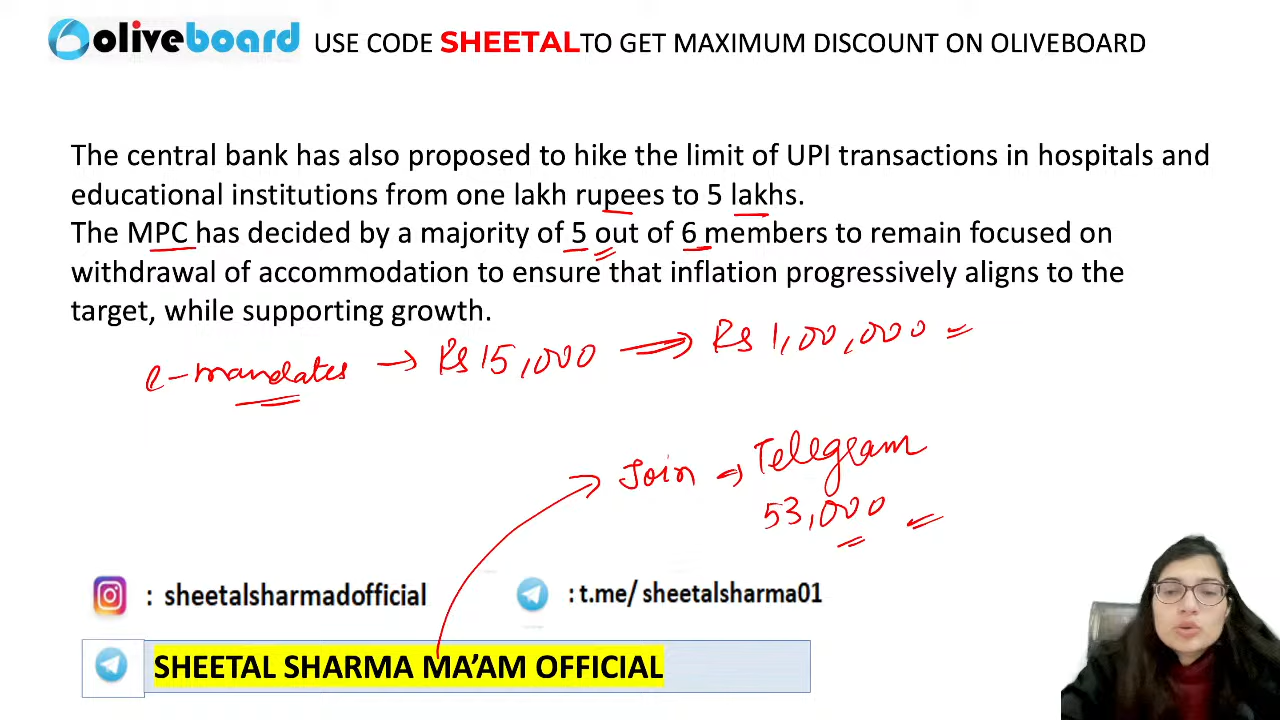 oliveboard USE CODE SHEETAL TO GET MAXIMUM DISCOUNT ON OLIVEBOARD
The central bank has also proposed to hike the limit of UPI transactions in hospitals and
educational institutions from one lakh rupees to 5 lakhs.
The MPC has decided by a majority of 5 out of 6 members to remain focused on
withdrawal of accommodation to ensure that inflation progressively aligns to the
target, while supporting growth.
e-mandates → Rs 15,000 → Rs 1,00,000
Join → Telegram
53,000
: sheetalsharmadofficial : t.me/ sheetalsharma01
SHEETAL SHARMA MA’AM OFFICIAL